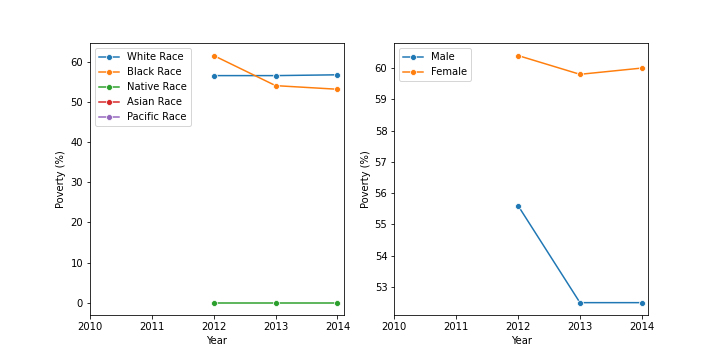 White Race
Black Race
Native Race
Asian Race
Pacific Race
60
50
40
30
20
10
0
Poverty (%)
2010 2011 2012 2013 2014
Year
Male
Female
60
59
58
57
56
55
54
53
Poverty (%)
2010 2011 2012 2013 2014
Year